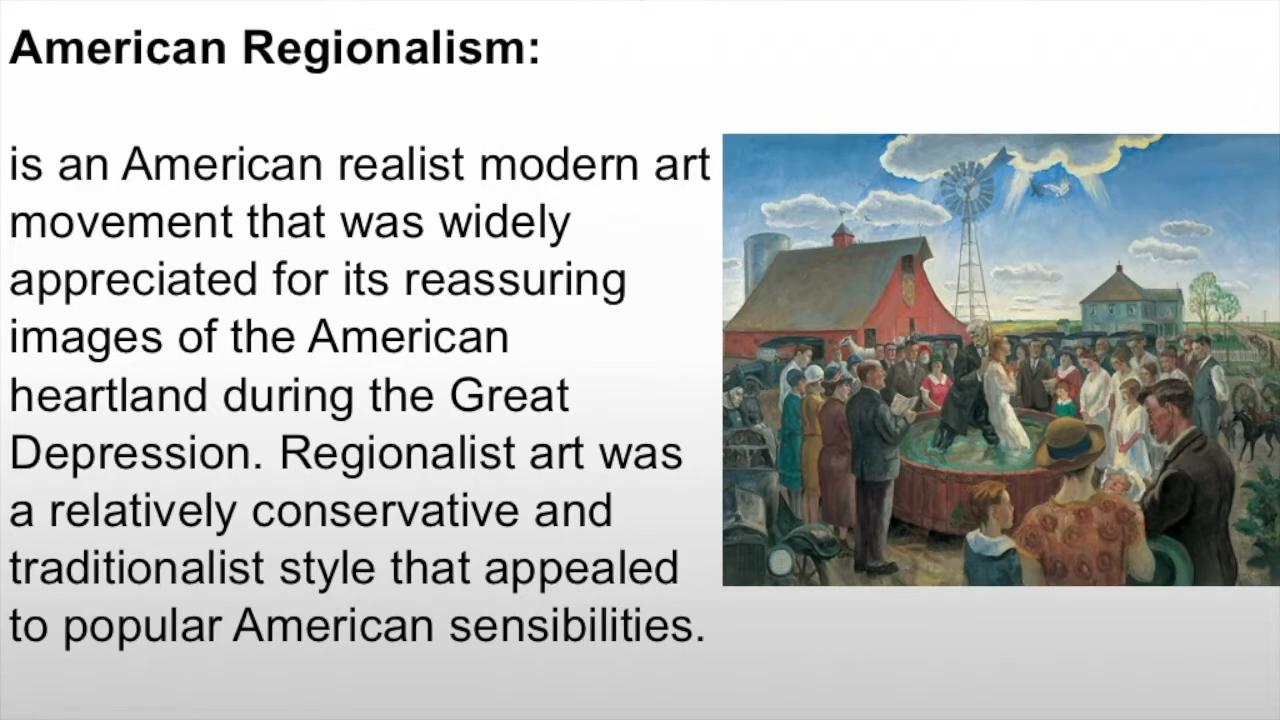 American Regionalism:
is an American realist modern art
movement that was widely
appreciated for its reassuring
images of the American
heartland during the Great
Depression. Regionalist art was
a relatively conservative and
traditionalist style that appealed
to popular American sensibilities.